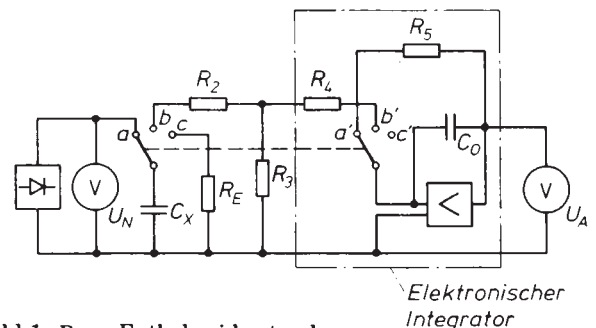 R5
R2
R4
b
b'
a
c
a'
c'
C0
V
UN
CX
RE
R3
<
V
UA
Elektronischer
Integrator